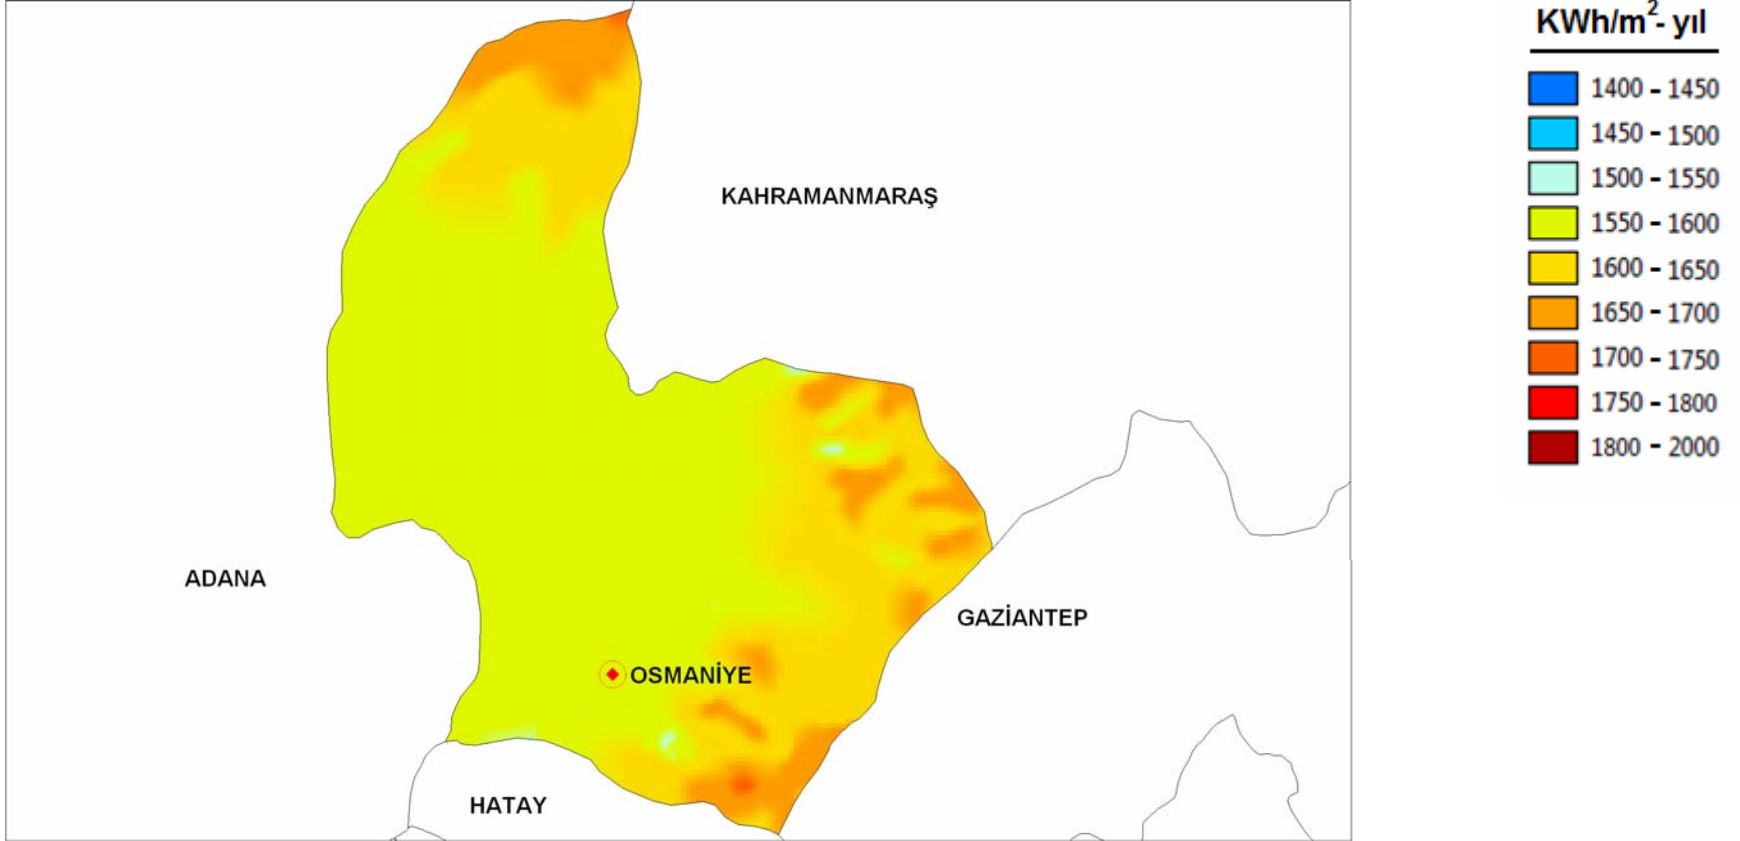 KWh/m²- yıl
1400 - 1450
1450 - 1500
1500 - 1550
1550 - 1600
1600 - 1650
1650 - 1700
1700 - 1750
1750 - 1800
1800 - 2000
KAHRAMANMARAŞ
ADANA
GAZİANTEP
OSMANİYE
HATAY